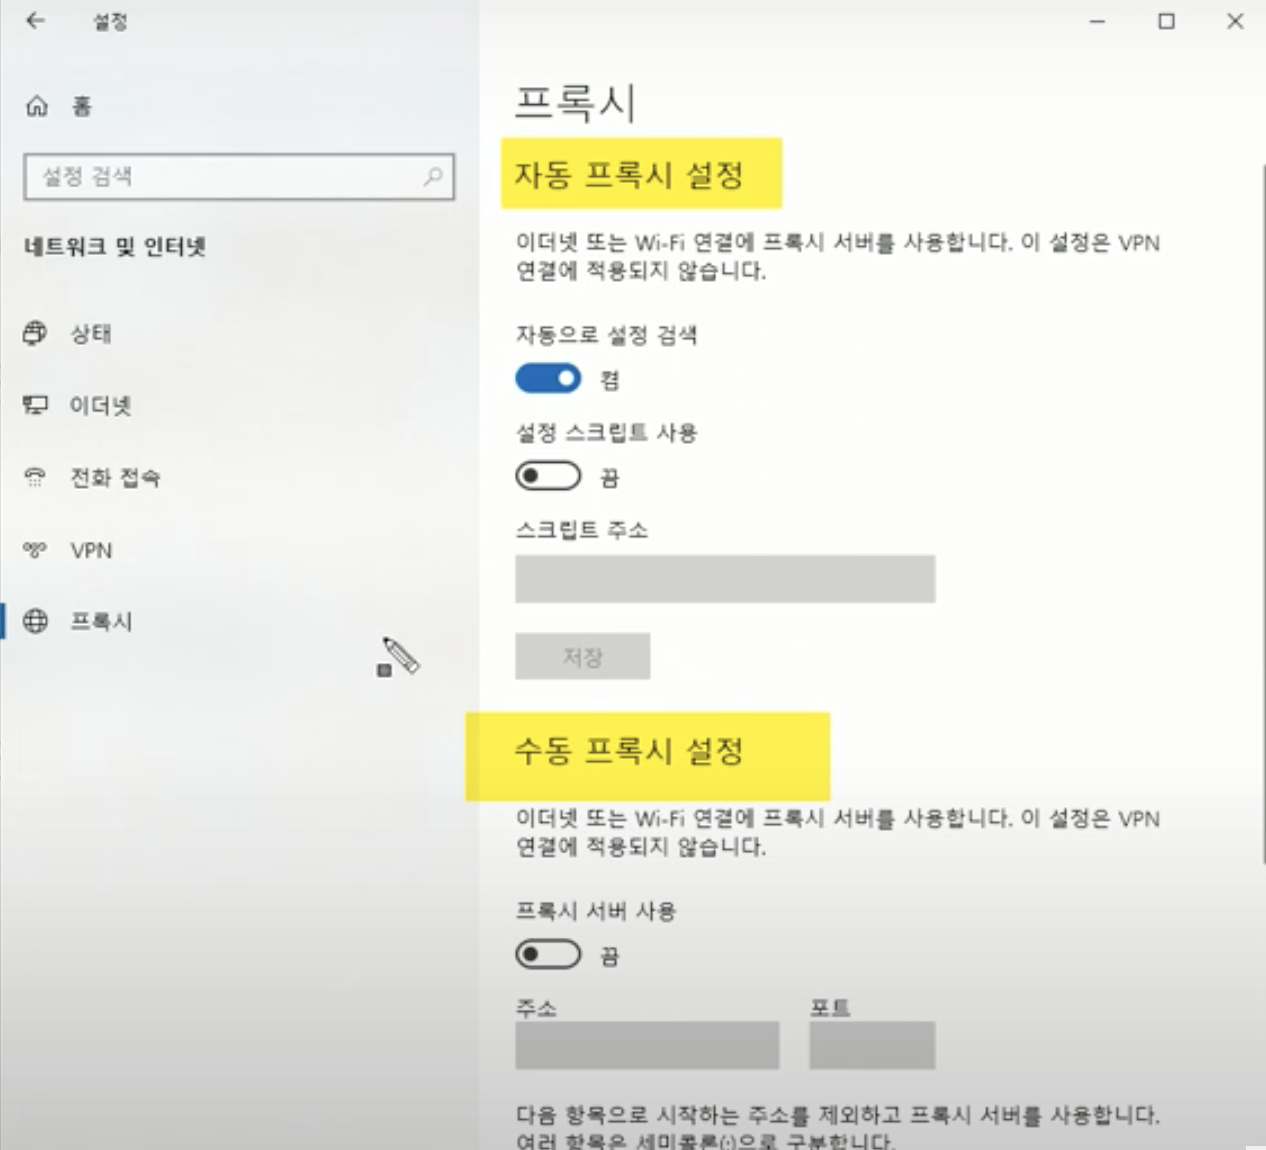 설정
홈
설정 검색
네트워크 및 인터넷
상태
이더넷
전화 접속
VPN
프록시
프록시
자동 프록시 설정
이더넷 또는 Wi-Fi 연결에 프록시 서버를 사용합니다. 이 설정은 VPN
연결에 적용되지 않습니다.
자동으로 설정 검색
켬
설정 스크립트 사용
끔
스크립트 주소
저장
수동 프록시 설정
이더넷 또는 Wi-Fi 연결에 프록시 서버를 사용합니다. 이 설정은 VPN
연결에 적용되지 않습니다.
프록시 서버 사용
끔
주소 포트
다음 항목으로 시작하는 주소를 제외하고 프록시 서버를 사용합니다.
여러 항목은 세미콜론(;)으로 구분합니다.